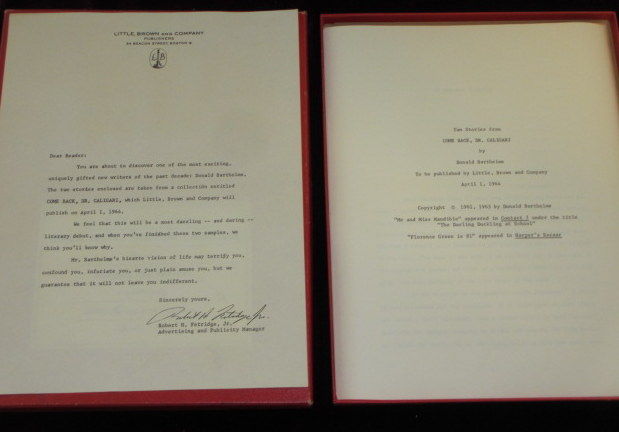 LITTLE, BROWN AND COMPANY
PUBLISHERS
34 BEACON STREET, BOSTON 6
L B
Dear Reader:
You are about to discover one of the most exciting,
uniquely gifted new writers of the past decade: Donald Barthelme.
The two stories enclosed are taken from a collection entitled
COME BACK, DR. CALIGARI, which Little, Brown and Company will
publish on April 1, 1964.
We feel that this will be a most dazzling -- and daring --
literary debut, and when you've finished these two samples, we
think you'll know why.
Mr. Barthelme's bizarre vision of life may terrify you,
confound you, infuriate you, or just plain amuse you, but we
guarantee that it will not leave you indifferent.
Sincerely yours,
Robert H. Fetridge, Jr.
Robert H. Fetridge, Jr.
Advertising and Publicity Manager
Two Stories from
COME BACK, DR. CALIGARI
by
Donald Barthelme
To be published by Little, Brown and Company
April 1, 1964
Copyright © 1961, 1963 by Donald Barthelme
"Me and Miss Mandible" appeared in Contact 7 under the title
"The Darling Duckling at School"
"Florence Green is 81" appeared in Harper's Bazaar